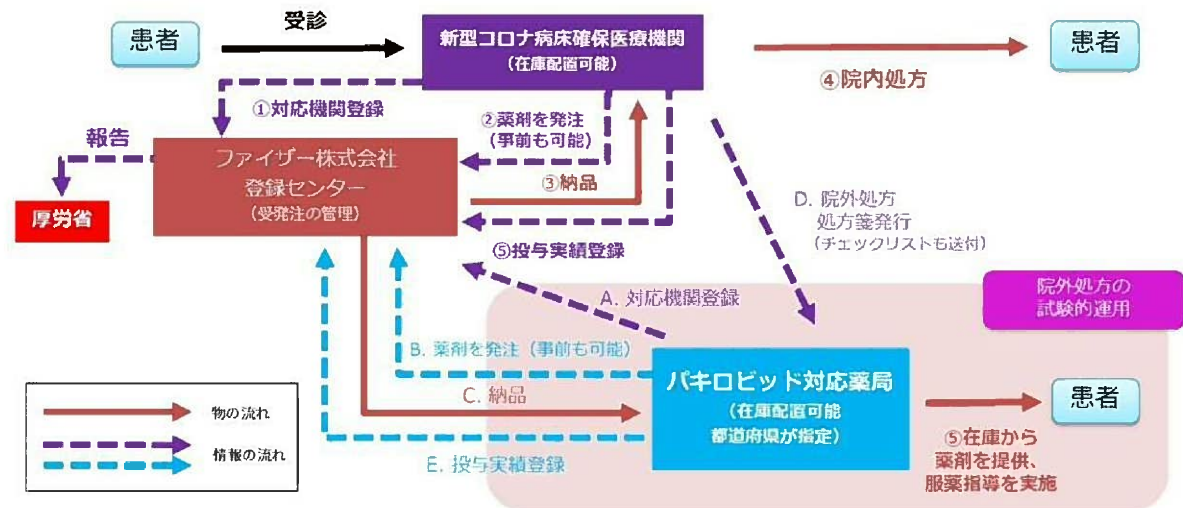 患者
受診
新型コロナ病床確保医療機関
(在庫配置可能)
患者
④院内処方
①対応機関登録
②薬剤を発注
(事前も可能)
報告
ファイザー株式会社
登録センター
(受発注の管理)
③納品
厚労省
D. 院外処方
処方箋発行
(チェックリストも送付)
⑤投与実績登録
A. 対応機関登録
院外処方の
試験的運用
B. 薬剤を発注（事前も可能）
パキロビッド対応薬局
(在庫配置可能
都道府県が指定)
C. 納品
患者
物の流れ
情報の流れ
E. 投与実績登録
⑤在庫から
薬剤を提供、
服薬指導を実施